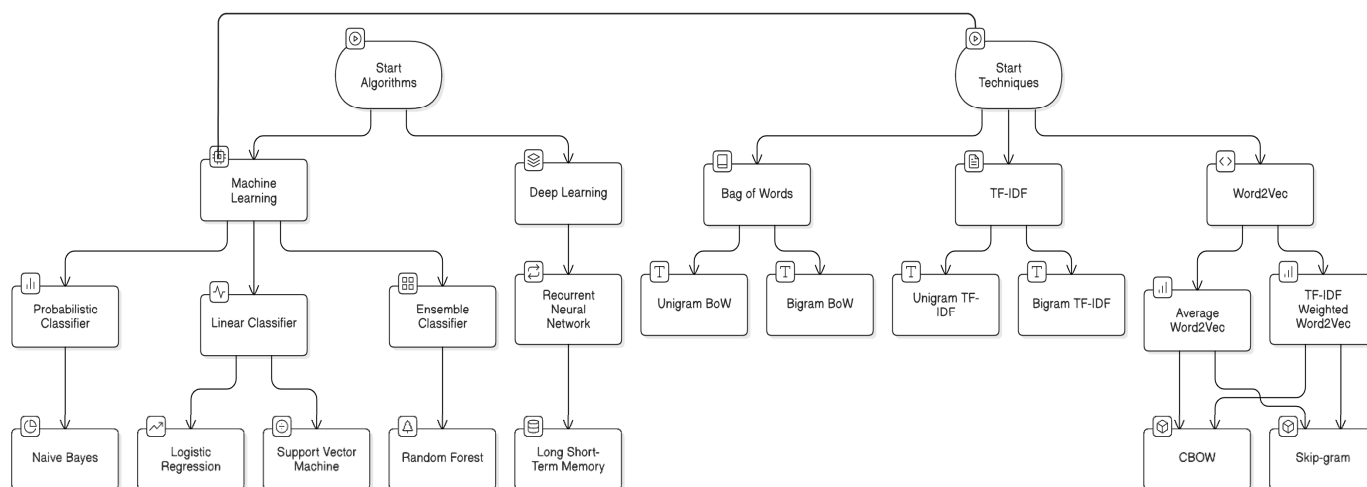 Start
Algorithms
Start
Techniques
Machine
Learning
Deep Learning
Bag of Words
TF-IDF
Word2Vec
Probabilistic
Classifier
Linear Classifier
Ensemble
Classifier
Recurrent
Neural
Network
Unigram BoW
Bigram BoW
Unigram TF-
IDF
Bigram TF-IDF
Average
Word2Vec
TF-IDF
Weighted
Word2Vec
Naive Bayes
Logistic
Regression
Support Vector
Machine
Random Forest
Long Short-
Term Memory
CBOW
Skip-gram